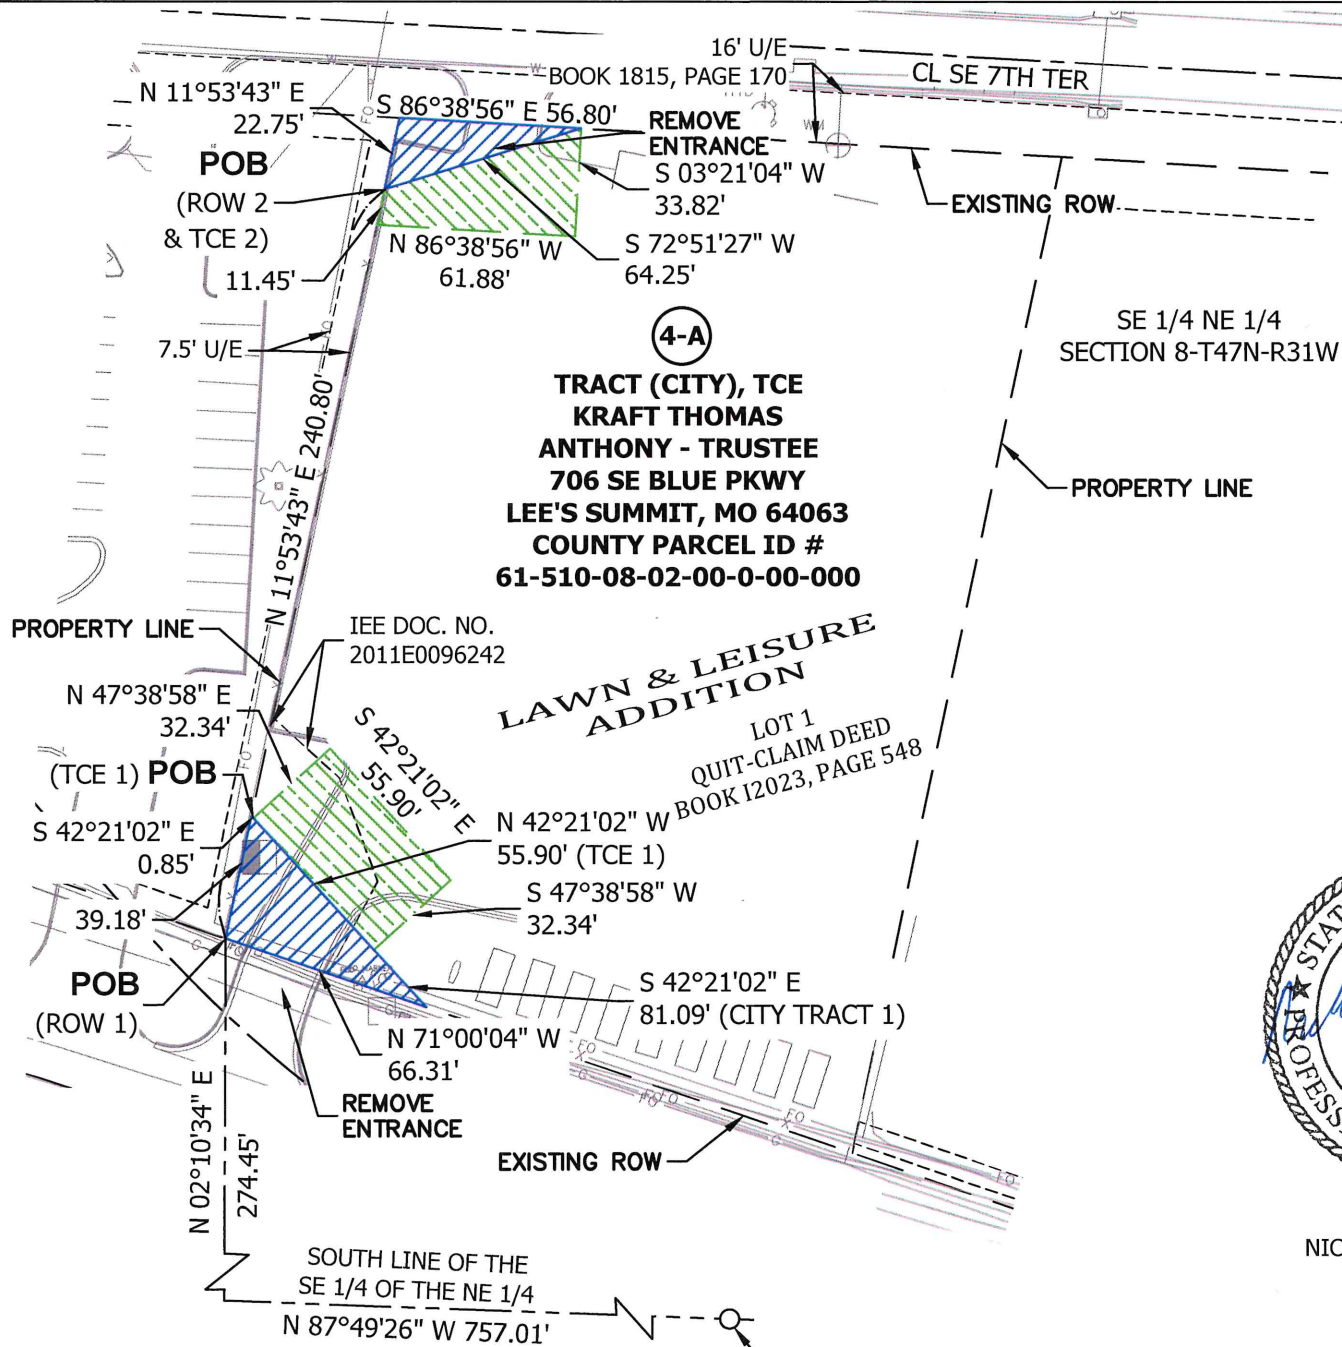 16' U/E
BOOK 1815, PAGE 170
CL SE 7TH TER
N 11°53'43" E
22.75'
S 86°38'56" E 56.80'
REMOVE
ENTRANCE
S 03°21'04" W
33.82'
POB
(ROW 2
& TCE 2)
EXISTING ROW
N 86°38'56" W
61.88'
S 72°51'27" W
64.25'
11.45'
7.5' U/E
4-A
SE 1/4 NE 1/4
SECTION 8-T47N-R31W
TRACT (CITY), TCE
KRAFT THOMAS
ANTHONY - TRUSTEE
706 SE BLUE PKWY
LEE'S SUMMIT, MO 64063
COUNTY PARCEL ID #
61-510-08-02-00-0-00-000
N 11°53'43" E 240.80'
PROPERTY LINE
PROPERTY LINE
IEE DOC. NO.
2011E0096242
LAWN & LEISURE
ADDITION
LOT 1
QUIT-CLAIM DEED
BOOK I2023, PAGE 548
N 47°38'58" E
32.34'
S 42°21'02" E
55.90'
(TCE 1) POB
S 42°21'02" E
0.85'
N 42°21'02" W
55.90' (TCE 1)
S 47°38'58" W
32.34'
39.18'
POB
(ROW 1)
S 42°21'02" E
81.09' (CITY TRACT 1)
N 71°00'04" W
66.31'
REMOVE
ENTRANCE
EXISTING ROW
N 02°10'34" E
274.45'
SOUTH LINE OF THE
SE 1/4 OF THE NE 1/4
N 87°49'26" W 757.01'
STAT
PROFESS
NIC